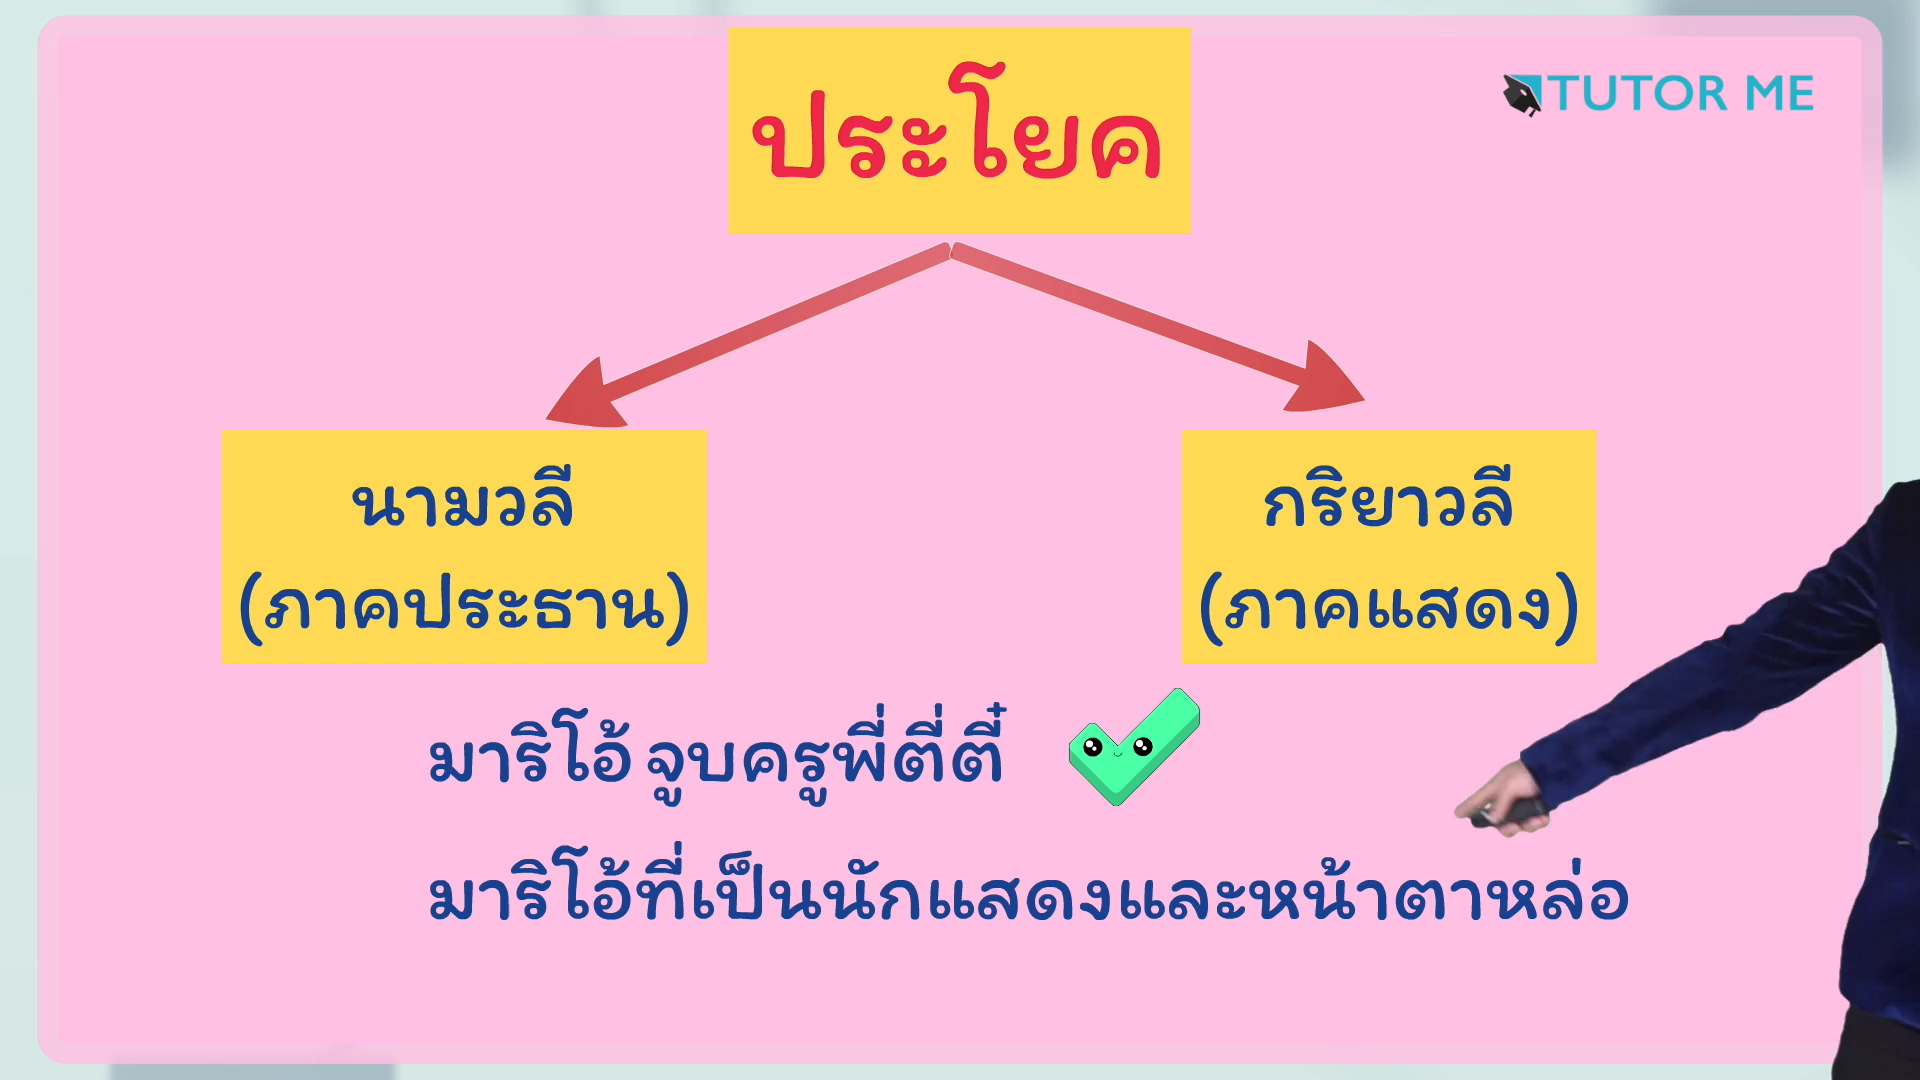 ประโยค
TUTOR ME
นามวลี
(ภาคประธาน)
กริยาวลี
(ภาคแสดง)
มาริโอ้ จูบครูพี่ตี่ตี๋
มาริโอ้ที่เป็นนักแสดงและหน้าตาหล่อ